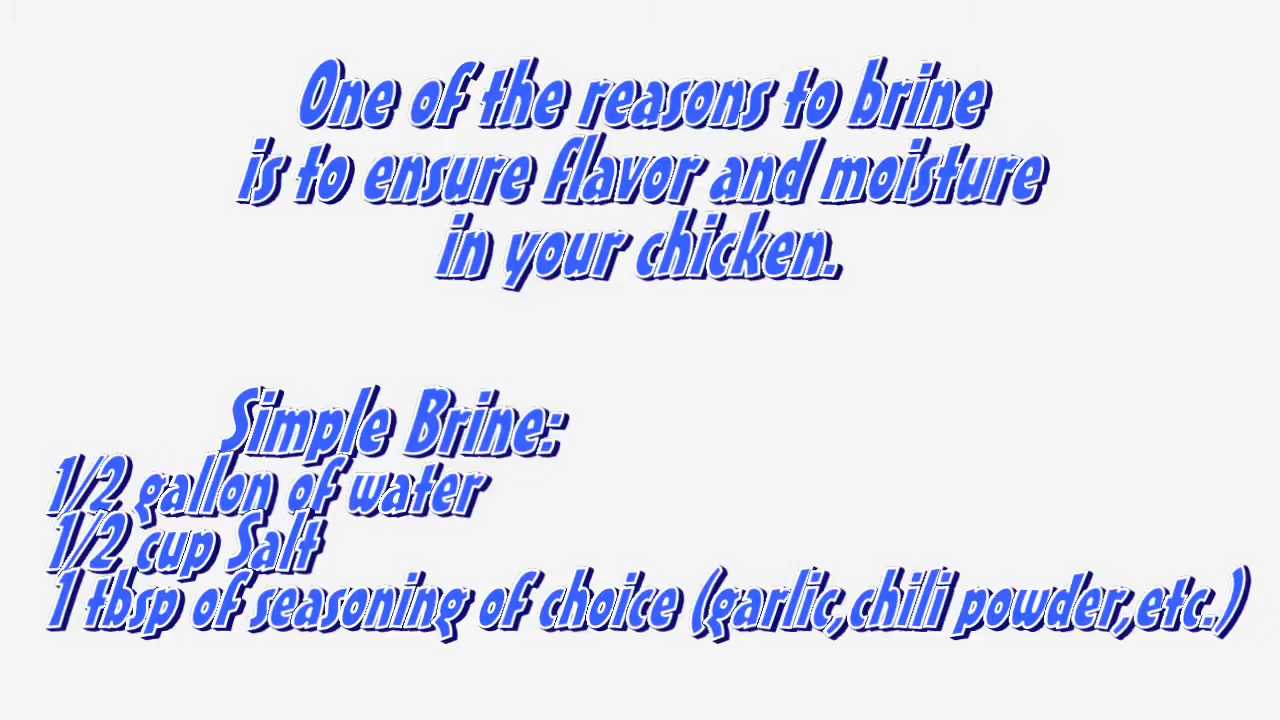 One of the reasons to brine
is to ensure flavor and moisture
in your chicken.
Simple Brine:
1/2 gallon of water
1/2 cup Salt
1 tbsp of seasoning of choice (garlic,chili powder,etc.)